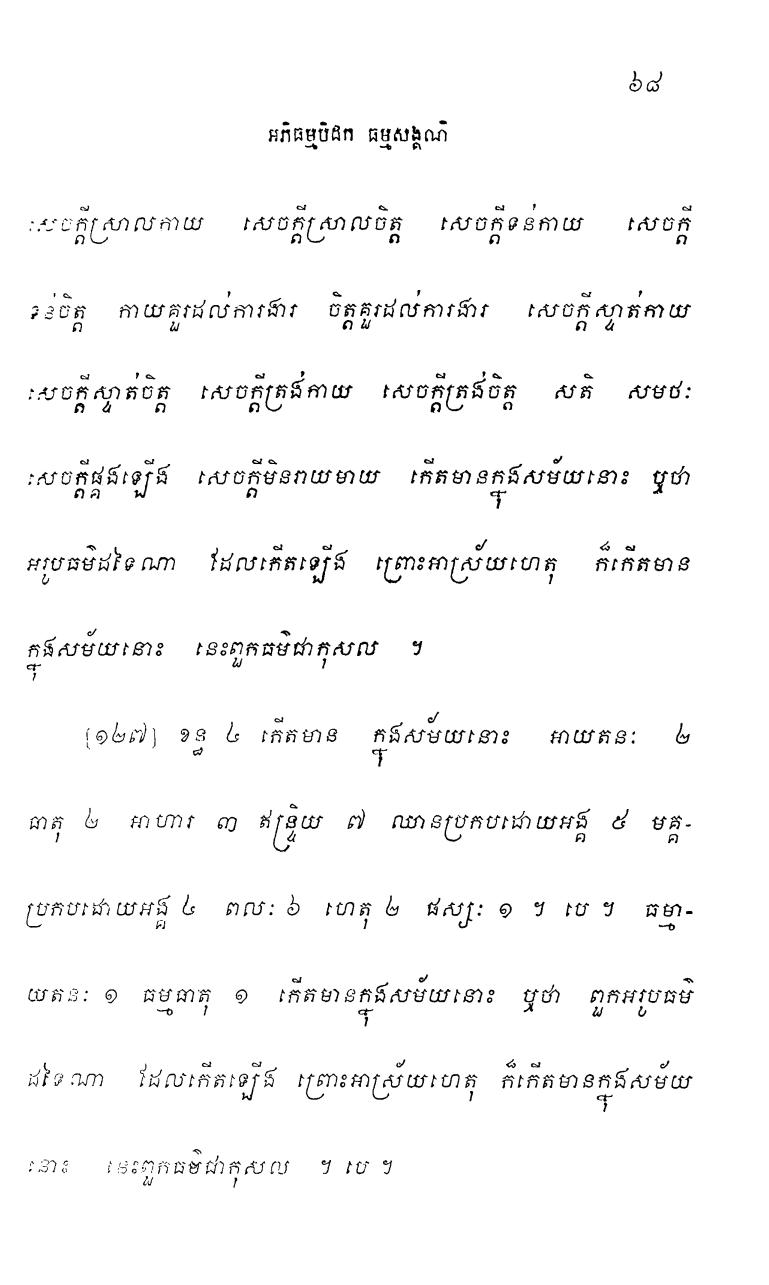 ៦៨
អភិធម្មបិដក ធម្មសង្គណិ
សេចក្តីស្រាលកាយ សេចក្តីស្រាលចិត្ត សេចក្តីទន់កាយ សេចក្តី
ទន់ចិត្ត កាយគួរដល់ការងារ ចិត្តគួរដល់ការងារ សេចក្តីស្ទាត់កាយ
សេចក្តីស្ទាត់ចិត្ត សេចក្តីត្រង់កាយ សេចក្តីត្រង់ចិត្ត សតិ សមថៈ
សេចក្តីផ្គងឡើង សេចក្តីមិនរាយមាយ កើតមានក្នុងសម័យនោះ ឬថា
អរូបធម៌ដទៃណា ដែលកើតឡើង ព្រោះអាស្រ័យហេតុ ក៏កើតមាន
ក្នុងសម័យនោះ នេះពួកធម៌ជាកុសល ។
[១២៧] ខន្ធ ៤ កើតមាន ក្នុងសម័យនោះ អាយតនៈ ២
ធាតុ ២ អាហារ ៣ ឥន្ទ្រិយ ៧ ឈានប្រកបដោយអង្គ ៥ មគ្គ-
ប្រកបដោយអង្គ ៤ ពលៈ ៦ ហេតុ ២ ផស្សៈ ១ ។ បេ ។ ធម្មា-
យតនៈ ១ ធម្មធាតុ ១ កើតមានក្នុងសម័យនោះ ឬថា ពួកអរូបធម៌
ដទៃណា ដែលកើតឡើង ព្រោះអាស្រ័យហេតុ ក៏កើតមានក្នុងសម័យ
នោះ នេះពួកធម៌ជាកុសល ។ បេ ។